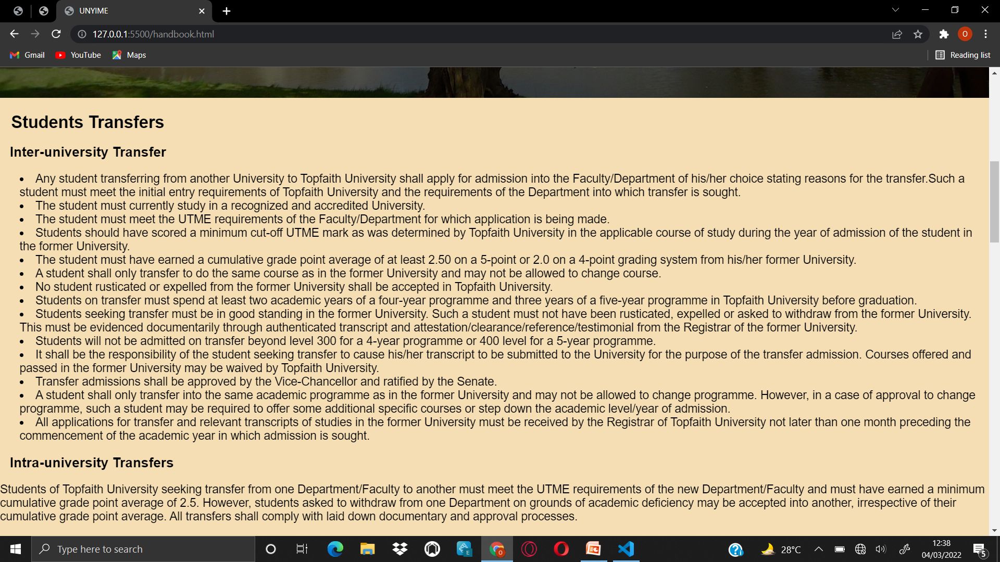 UNYIME
127.0.0.1:5500/handbook.html
O
Gmail
YouTube
Maps
Reading list
Students Transfers
Inter-university Transfer
• Any student transferring from another University to Topfaith University shall apply for admission into the Faculty/Department of his/her choice stating reasons for the transfer.Such a
student must meet the initial entry requirements of Topfaith University and the requirements of the Department into which transfer is sought.
• The student must currently study in a recognized and accredited University.
• The student must meet the UTME requirements of the Faculty/Department for which application is being made.
• Students should have scored a minimum cut-off UTME mark as was determined by Topfaith University in the applicable course of study during the year of admission of the student in
the former University.
• The student must have earned a cumulative grade point average of at least 2.50 on a 5-point or 2.0 on a 4-point grading system from his/her former University.
• A student shall only transfer to do the same course as in the former University and may not be allowed to change course.
• No student rusticated or expelled from the former University shall be accepted in Topfaith University.
• Students on transfer must spend at least two academic years of a four-year programme and three years of a five-year programme in Topfaith University before graduation.
• Students seeking transfer must be in good standing in the former University. Such a student must not have been rusticated, expelled or asked to withdraw from the former University.
This must be evidenced documentarily through authenticated transcript and attestation/clearance/reference/testimonial from the Registrar of the former University.
• Students will not be admitted on transfer beyond level 300 for a 4-year programme or 400 level for a 5-year programme.
• It shall be the responsibility of the student seeking transfer to cause his/her transcript to be submitted to the University for the purpose of the transfer admission. Courses offered and
passed in the former University may be waived by Topfaith University.
• Transfer admissions shall be approved by the Vice-Chancellor and ratified by the Senate.
• A student shall only transfer into the same academic programme as in the former University and may not be allowed to change programme. However, in a case of approval to change
programme, such a student may be required to offer some additional specific courses or step down the academic level/year of admission.
• All applications for transfer and relevant transcripts of studies in the former University must be received by the Registrar of Topfaith University not later than one month preceding the
commencement of the academic year in which admission is sought.
Intra-university Transfers
Students of Topfaith University seeking transfer from one Department/Faculty to another must meet the UTME requirements of the new Department/Faculty and must have earned a minimum
cumulative grade point average of 2.5. However, students asked to withdraw from one Department on grounds of academic deficiency may be accepted into another, irrespective of their
cumulative grade point average. All transfers shall comply with laid down documentary and approval processes.
Type here to search
28°C
12:38
04/03/2022
5